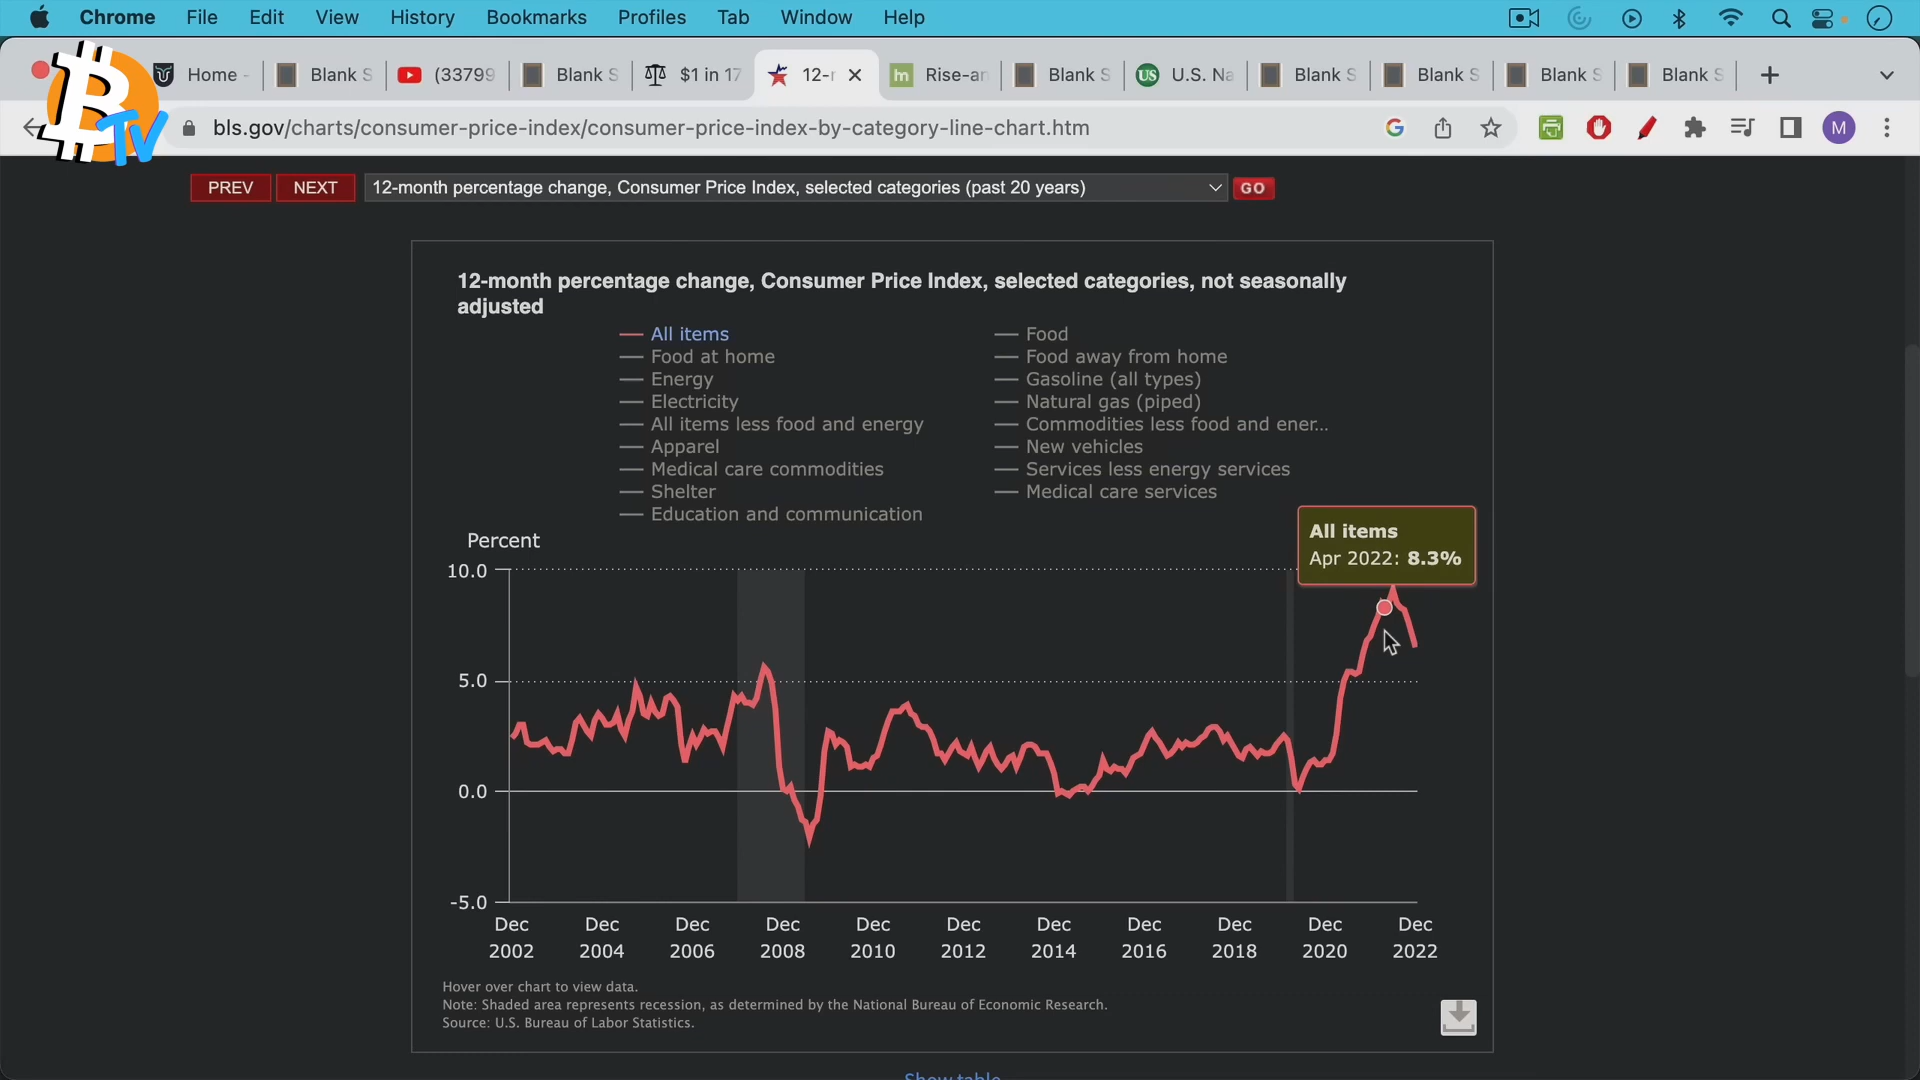 Chrome File Edit View History Bookmarks Profiles Tab Window Help
Home - Blank S (33799 Blank S $1 in 17 12-r Rise-an Blank S US U.S. Na Blank S Blank S Blank S Blank S
BTV
bls.gov/charts/consumer-price-index/consumer-price-index-by-category-line-chart.htm
M
PREV NEXT 12-month percentage change, Consumer Price Index, selected categories (past 20 years) GO
12-month percentage change, Consumer Price Index, selected categories, not seasonally
adjusted
All items Food
Food at home Food away from home
Energy Gasoline (all types)
Electricity Natural gas (piped)
All items less food and energy Commodities less food and ener...
Apparel New vehicles
Medical care commodities Services less energy services
Shelter Medical care services
Education and communication
Percent
All items
Apr 2022: 8.3%
10.0
5.0
0.0
-5.0
Dec Dec Dec Dec Dec Dec Dec Dec Dec Dec Dec
2002 2004 2006 2008 2010 2012 2014 2016 2018 2020 2022
Hover over chart to view data.
Note: Shaded area represents recession, as determined by the National Bureau of Economic Research.
Source: U.S. Bureau of Labor Statistics.
Show table